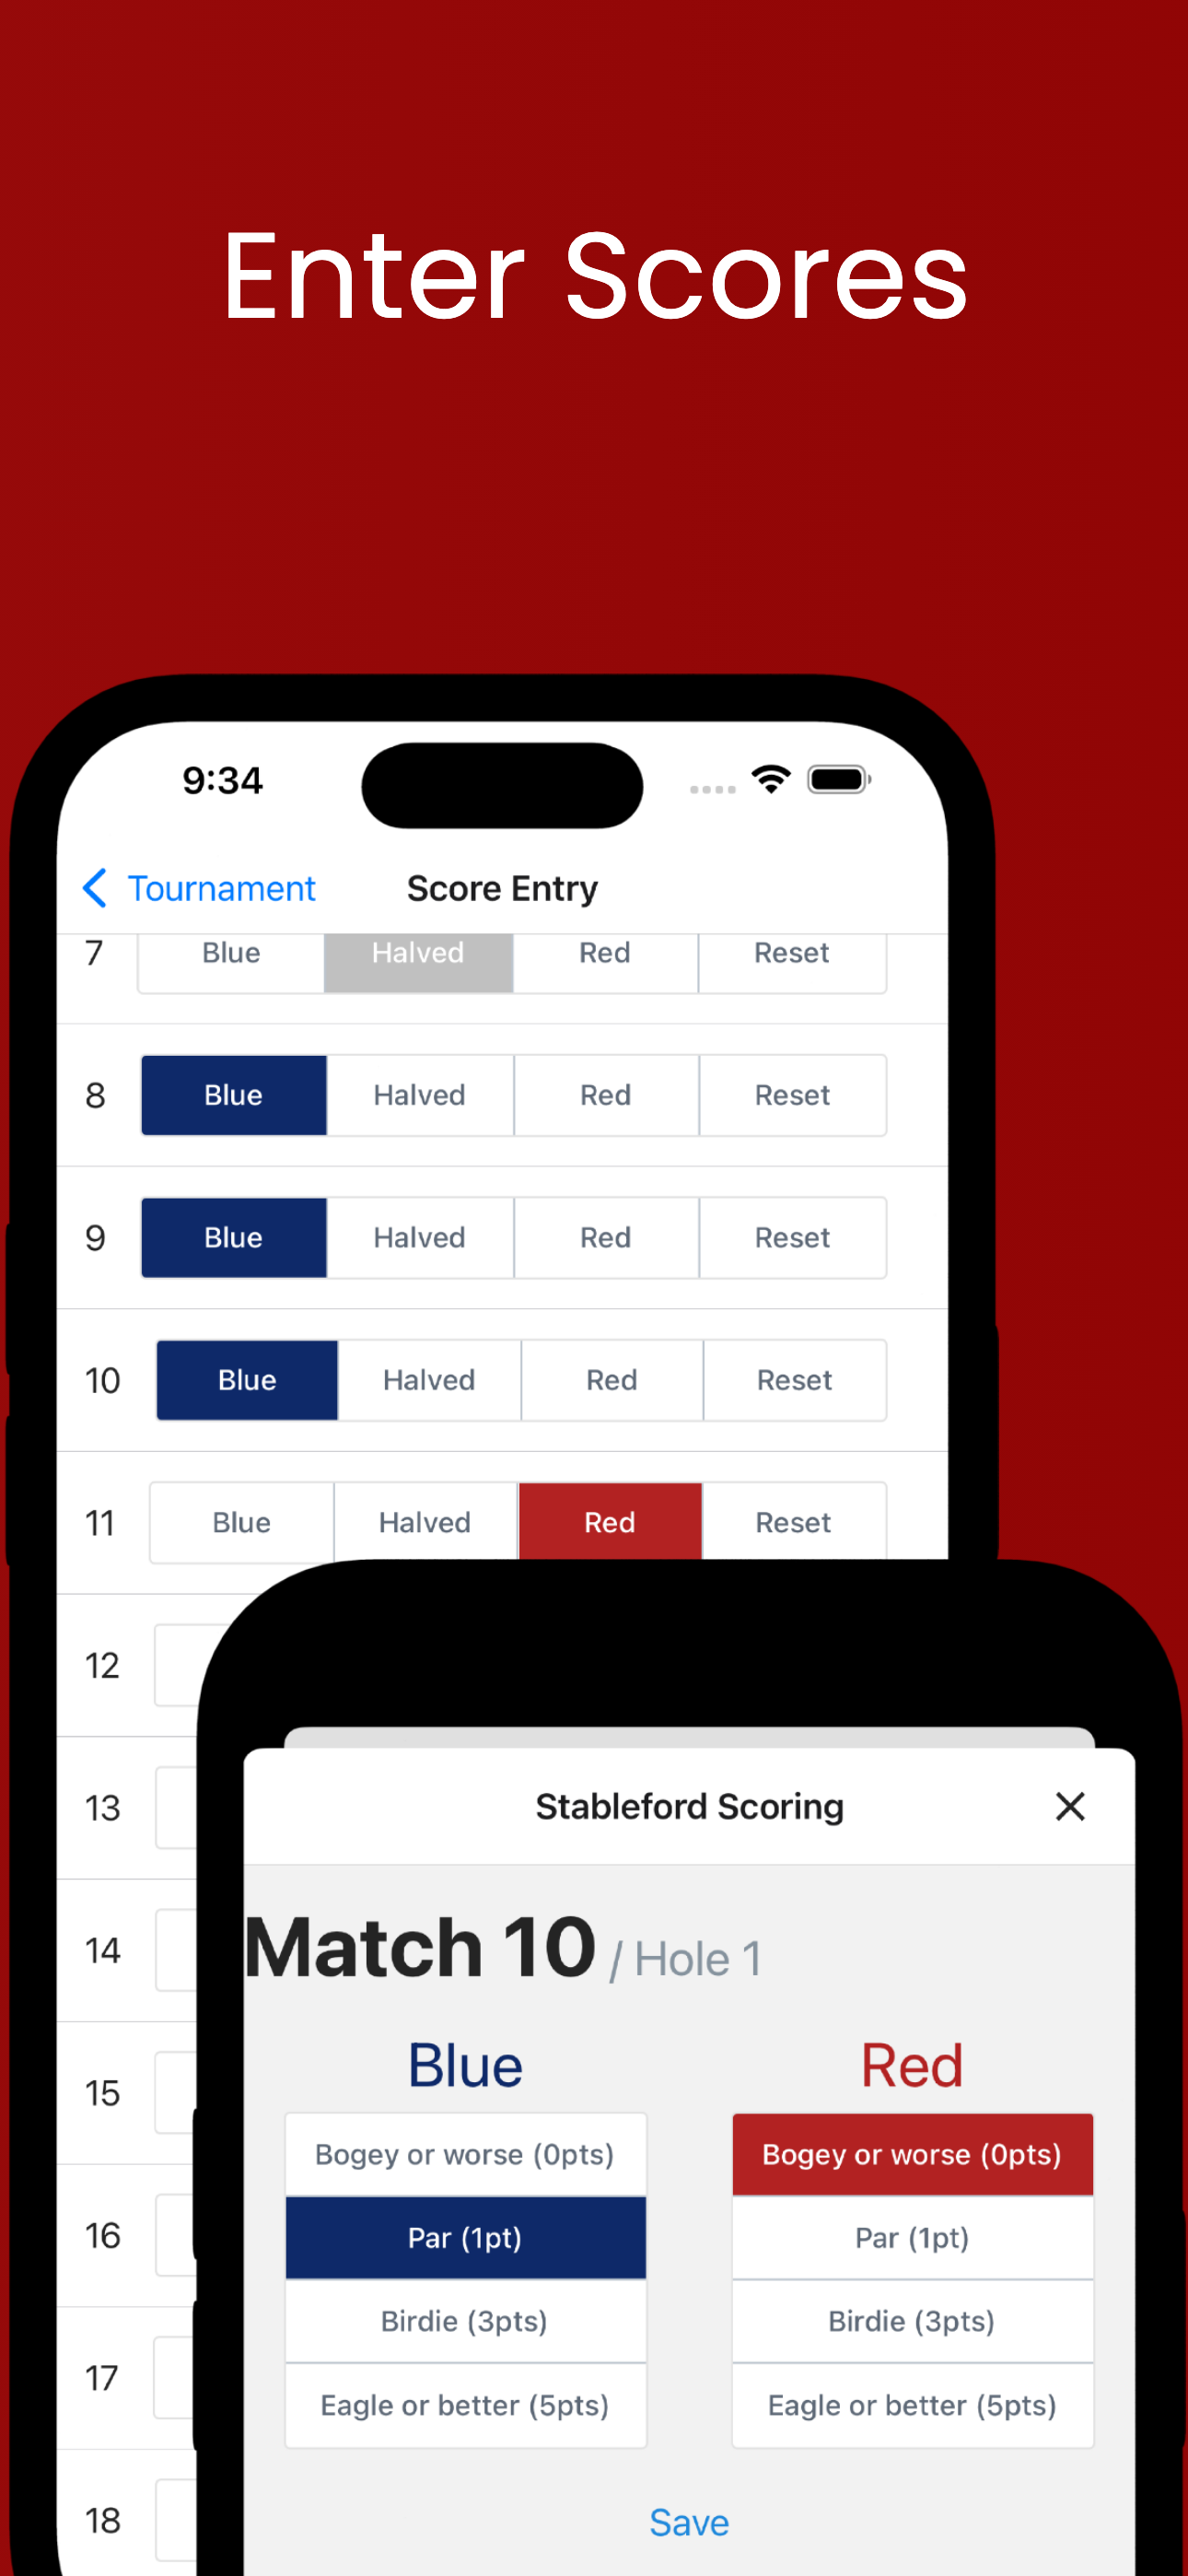 Enter Scores
9:34
Tournament Score Entry
7 Blue Halved Red Reset
8 Blue Halved Red Reset
9 Blue Halved Red Reset
10 Blue Halved Red Reset
11 Blue Halved Red Reset
12
13
14
15
16
17
18
Stableford Scoring
Match 10 / Hole 1
Blue Red
Bogey or worse (0pts) Bogey or worse (0pts)
Par (1pt) Par (1pt)
Birdie (3pts) Birdie (3pts)
Eagle or better (5pts) Eagle or better (5pts)
Save